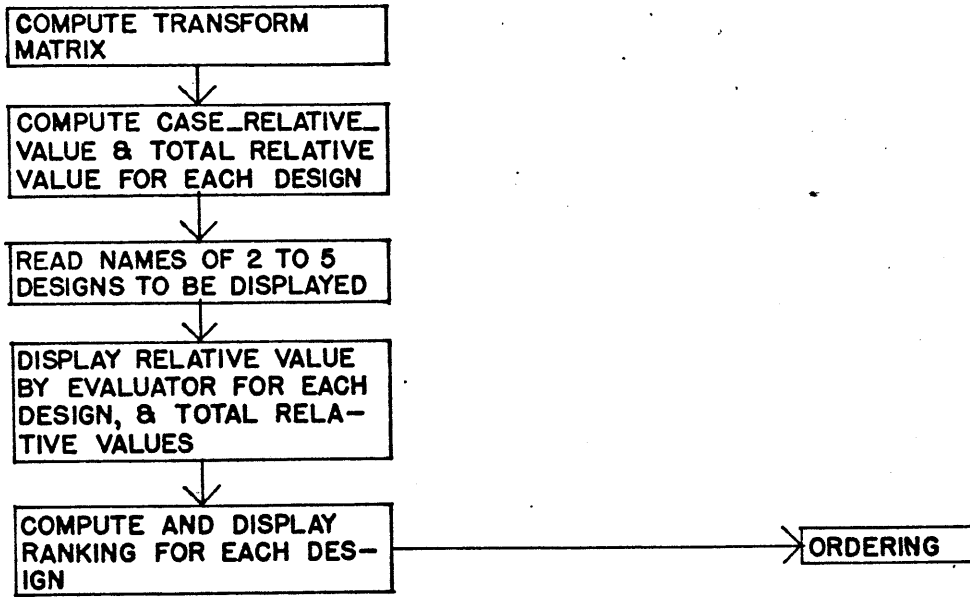 COMPUTE TRANSFORM
MATRIX
COMPUTE CASE_RELATIVE_
VALUE & TOTAL RELATIVE
VALUE FOR EACH DESIGN
READ NAMES OF 2 TO 5
DESIGNS TO BE DISPLAYED
DISPLAY RELATIVE VALUE
BY EVALUATOR FOR EACH
DESIGN, & TOTAL RELA-
TIVE VALUES
COMPUTE AND DISPLAY
RANKING FOR EACH DES-
IGN
ORDERING